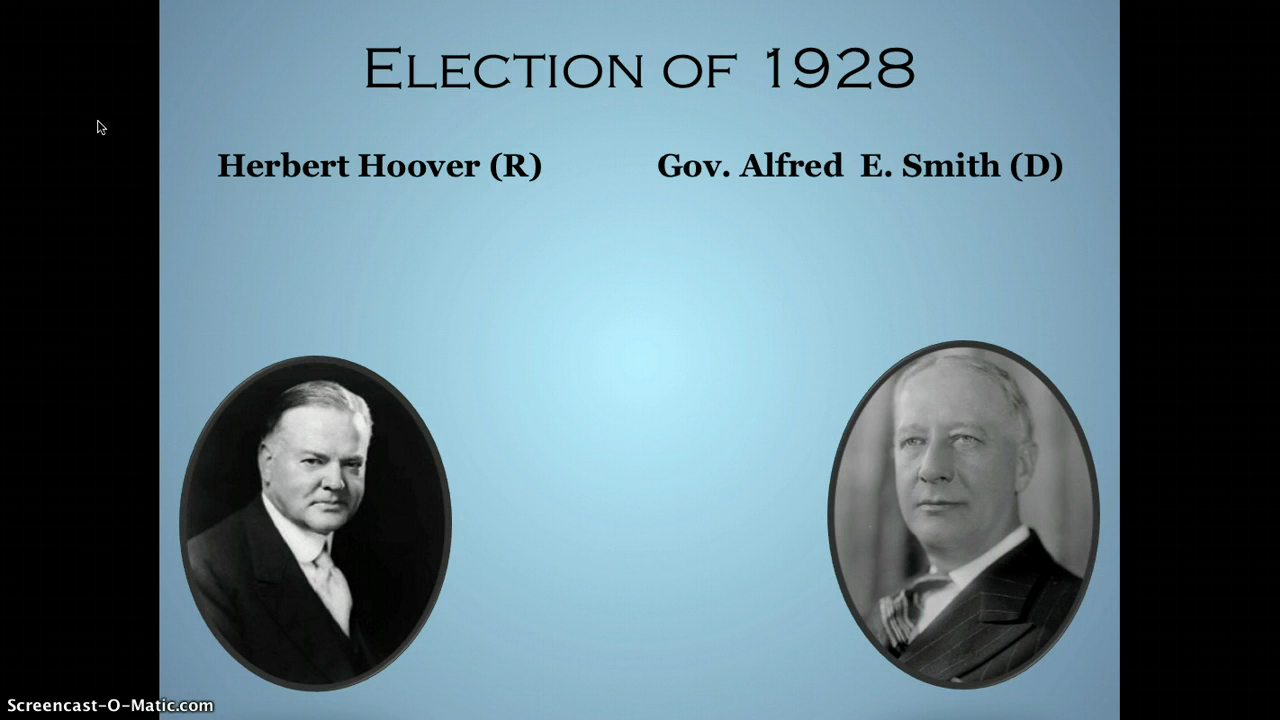 Election of 1928
Herbert Hoover (R)
Gov. Alfred E. Smith (D)
Screencast-O-Matic.com